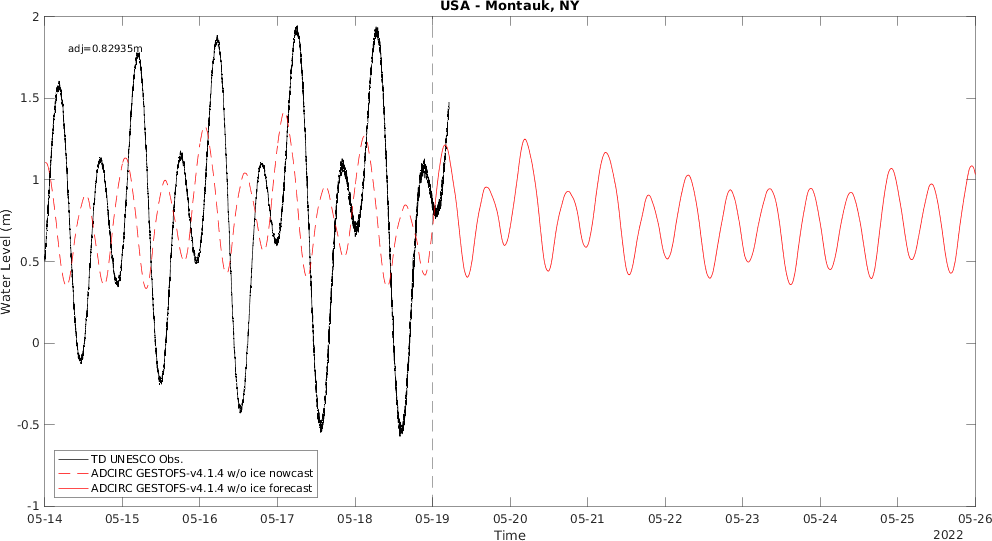 USA - Montauk, NY
adj=0.82935m
2
1.5
1
0.5
0
-0.5
-1
Water Level (m)
TD UNESCO Obs.
ADCIRC GESTOFS-v4.1.4 w/o ice nowcast
ADCIRC GESTOFS-v4.1.4 w/o ice forecast
05-14 05-15 05-16 05-17 05-18 05-19 05-20 05-21 05-22 05-23 05-24 05-25 05-26
Time
2022